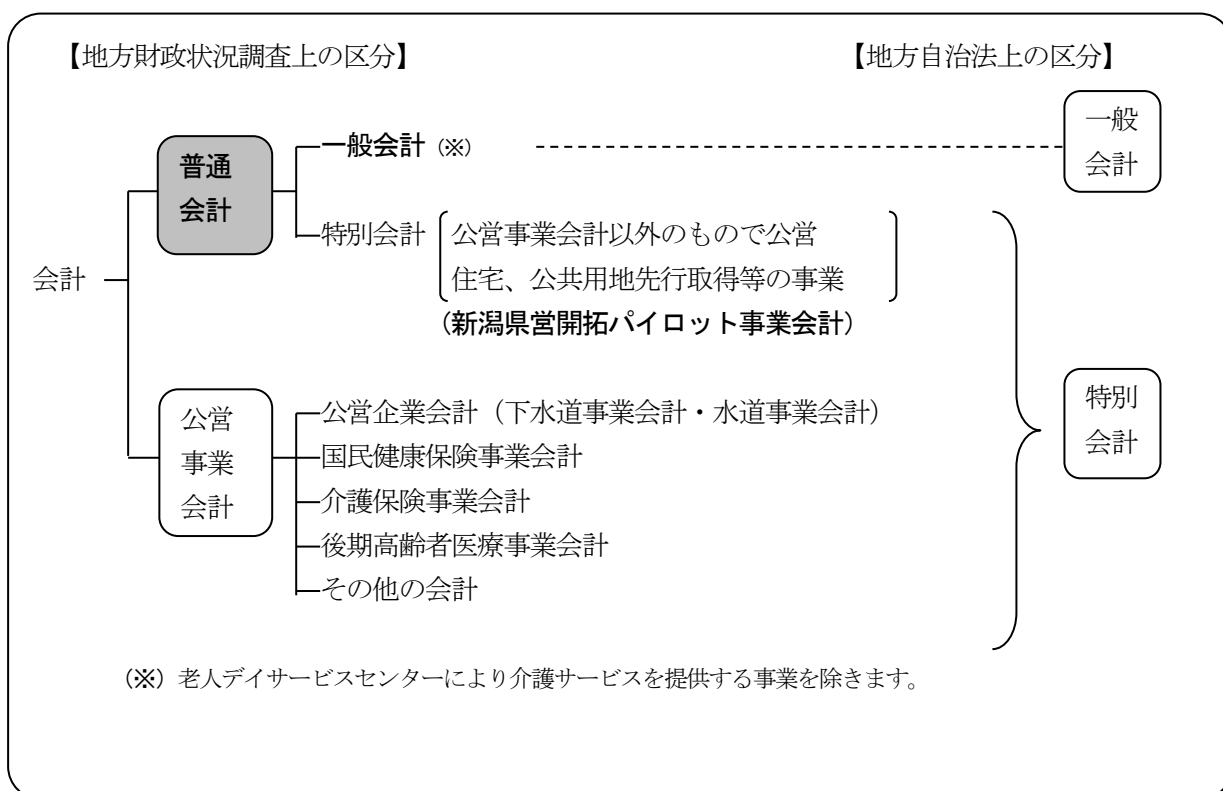 【地方財政状況調査上の区分】 【地方自治法上の区分】
一般
会計
一般会計（※）
普通
会計
特別会計 公営事業会計以外のもので公営
住宅、公共用地先行取得等の事業
会計
（新潟県営開拓パイロット事業会計）
特別
会計
公営
事業
会計
公営企業会計（下水道事業会計・水道事業会計）
国民健康保険事業会計
介護保険事業会計
後期高齢者医療事業会計
その他の会計
（※）老人デイサービスセンターにより介護サービスを提供する事業を除きます。